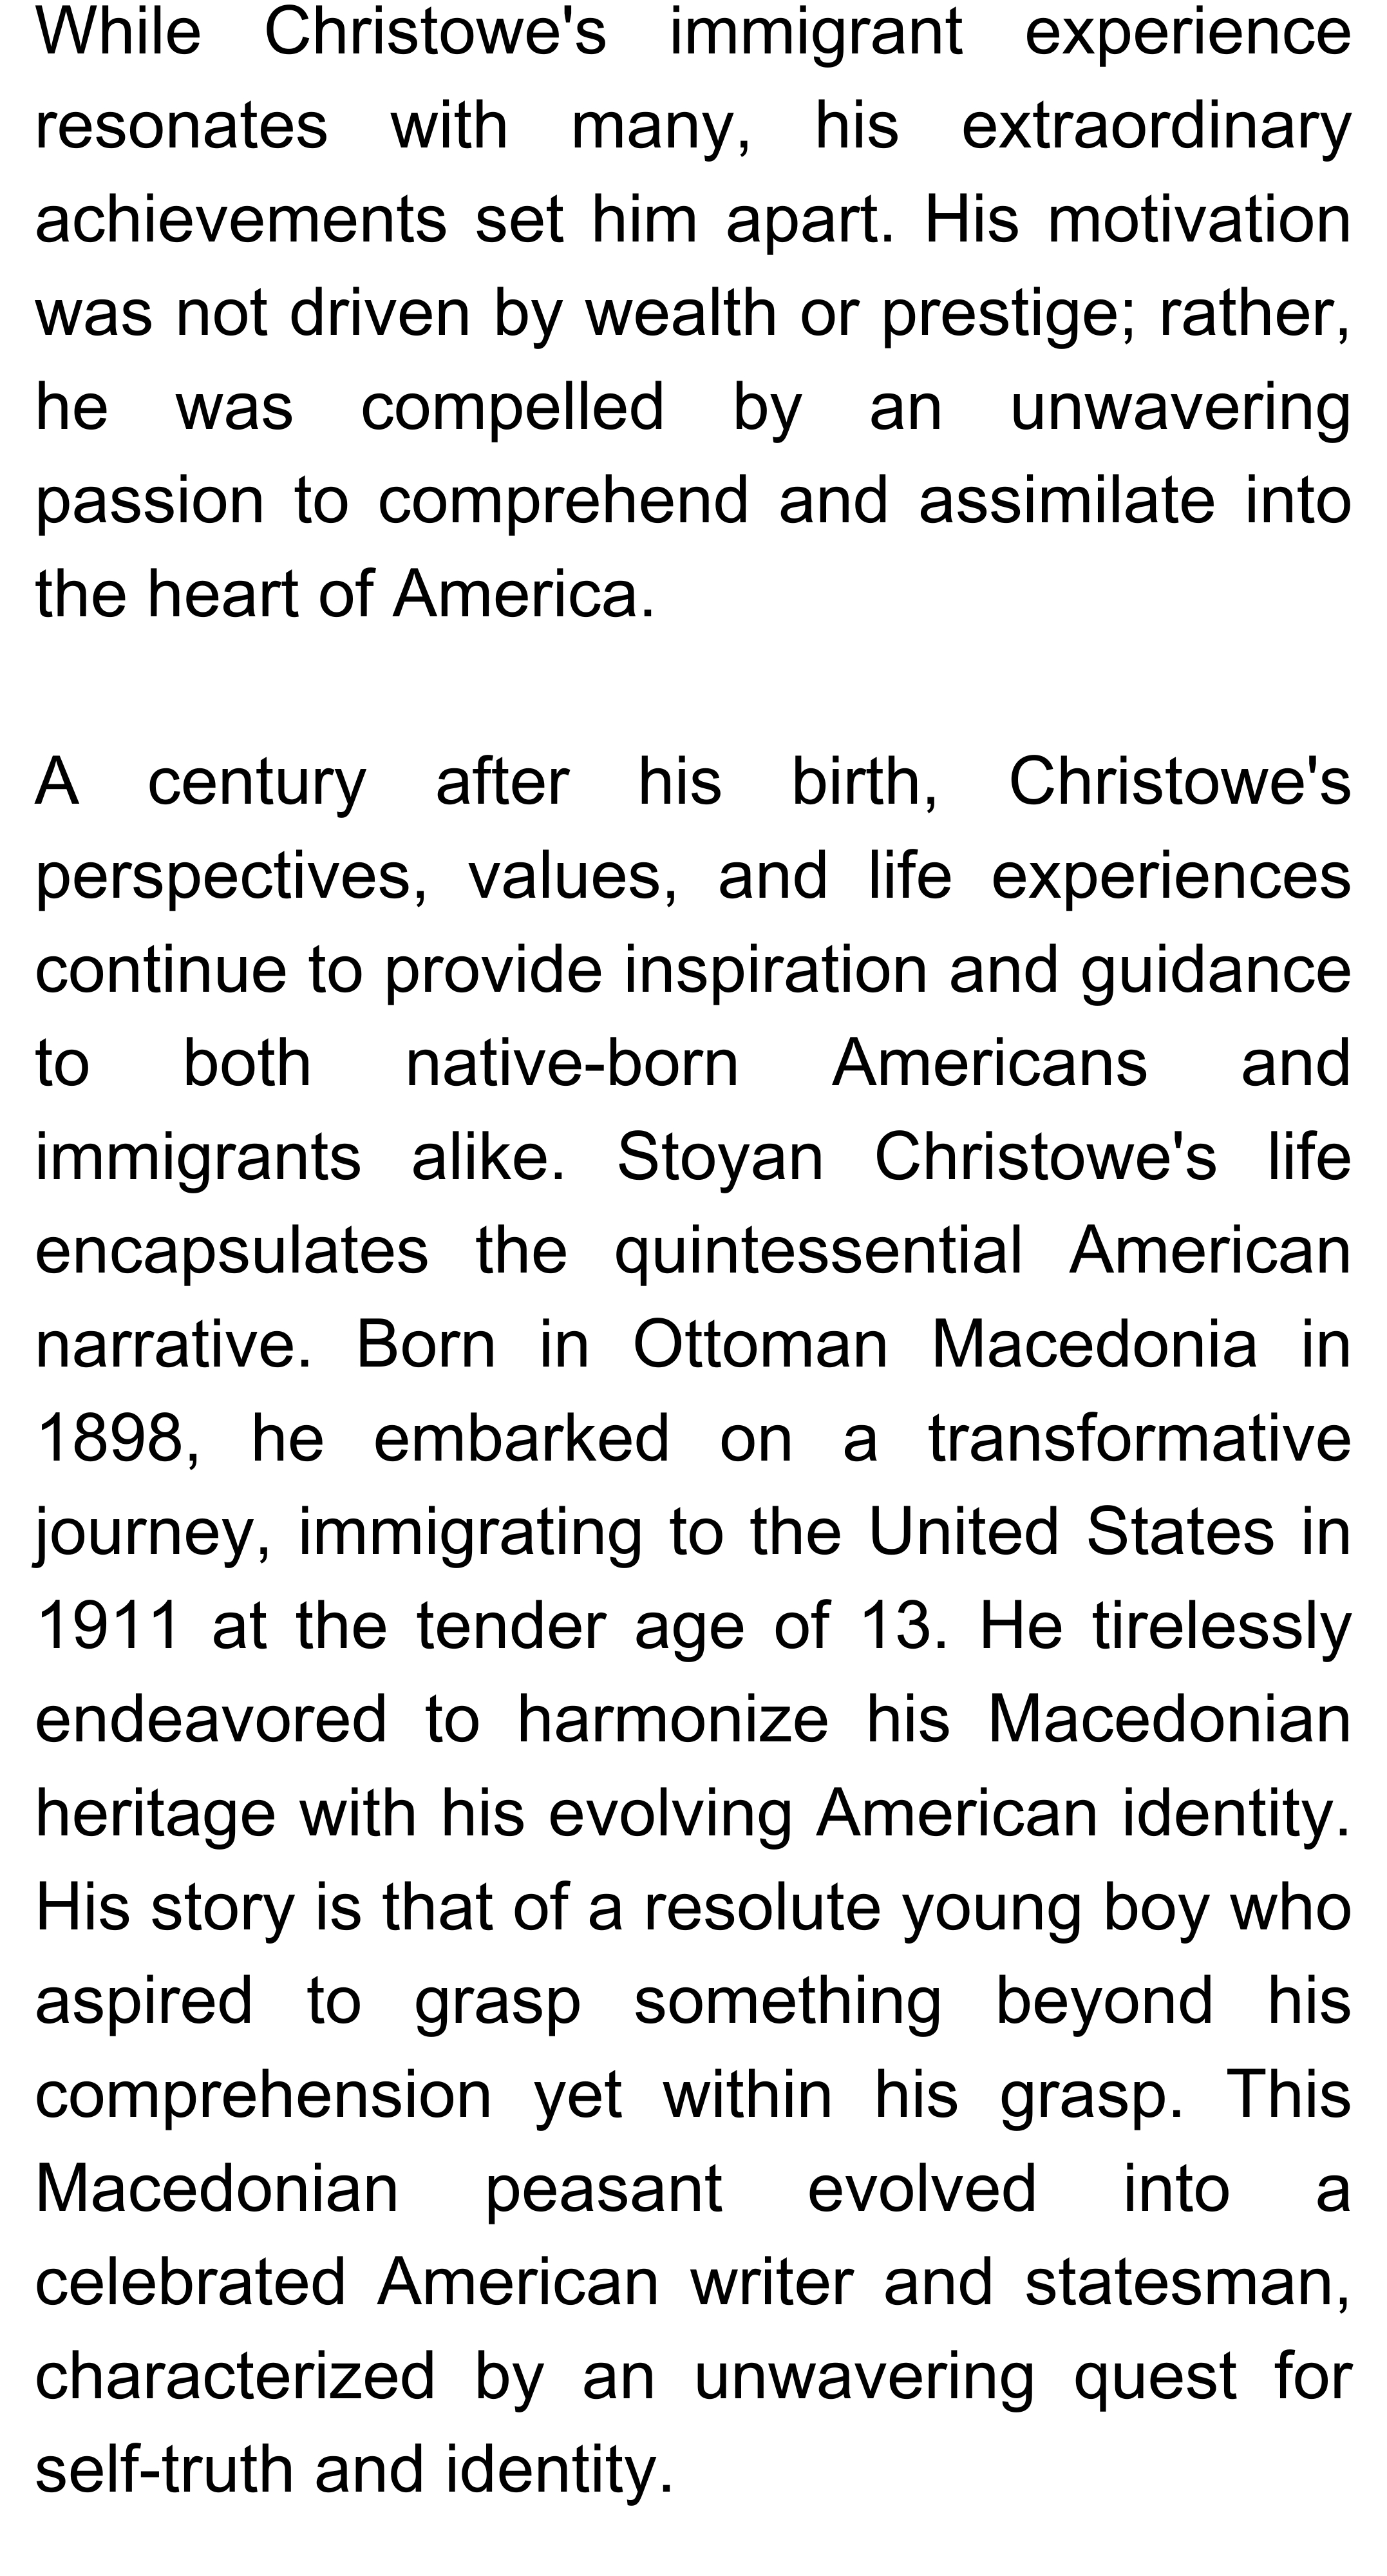 While Christowe's immigrant experience
resonates with many, his extraordinary
achievements set him apart. His motivation
was not driven by wealth or prestige; rather,
he was compelled by an unwavering
passion to comprehend and assimilate into
the heart of America.
A century after his birth, Christowe's
perspectives, values, and life experiences
continue to provide inspiration and guidance
to both native-born Americans and
immigrants alike. Stoyan Christowe's life
encapsulates the quintessential American
narrative. Born in Ottoman Macedonia in
1898, he embarked on a transformative
journey, immigrating to the United States in
1911 at the tender age of 13. He tirelessly
endeavored to harmonize his Macedonian
heritage with his evolving American identity.
His story is that of a resolute young boy who
aspired to grasp something beyond his
comprehension yet within his grasp. This
Macedonian peasant evolved into a
celebrated American writer and statesman,
characterized by an unwavering quest for
self-truth and identity.